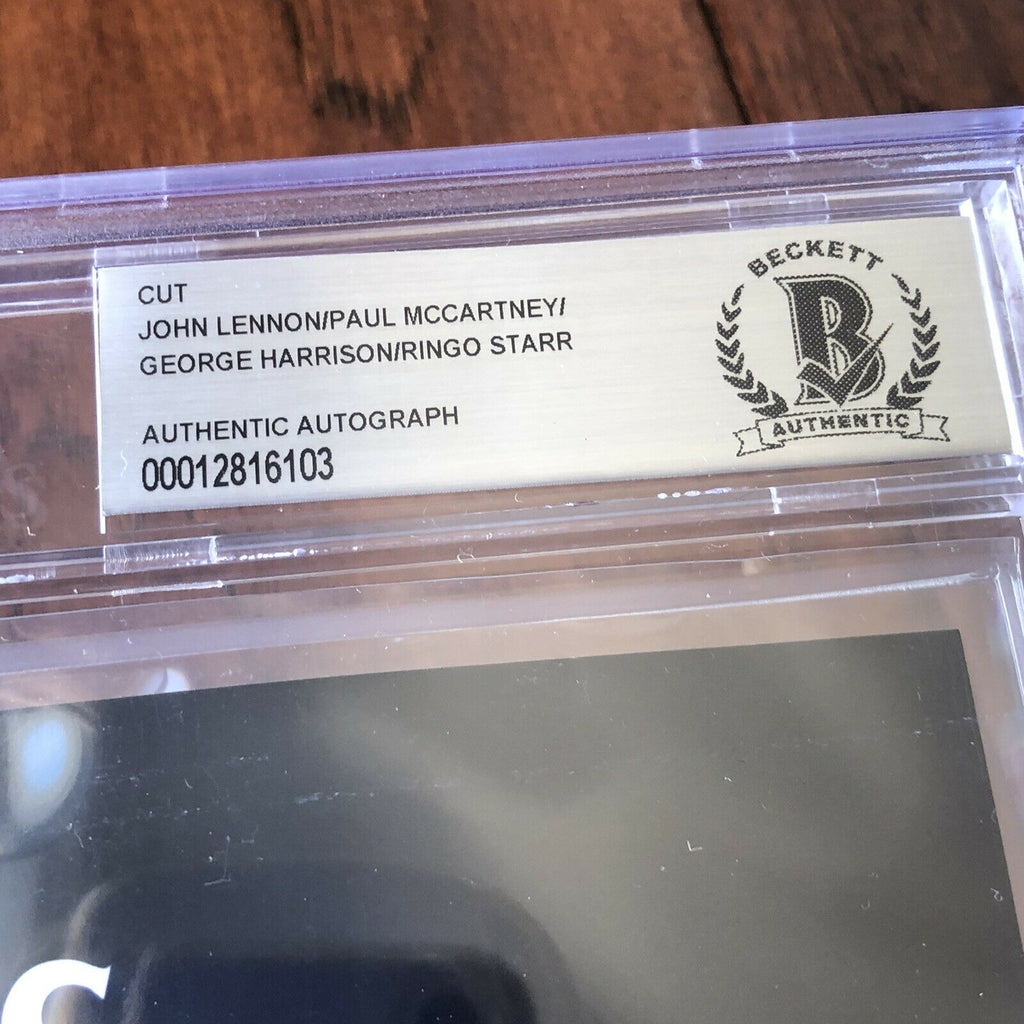 CUT
JOHN LENNON/PAUL MCCARTNEY/
GEORGE HARRISON/RINGO STARR
AUTHENTIC AUTOGRAPH
00012816103
BECKETT
B
AUTHENTIC